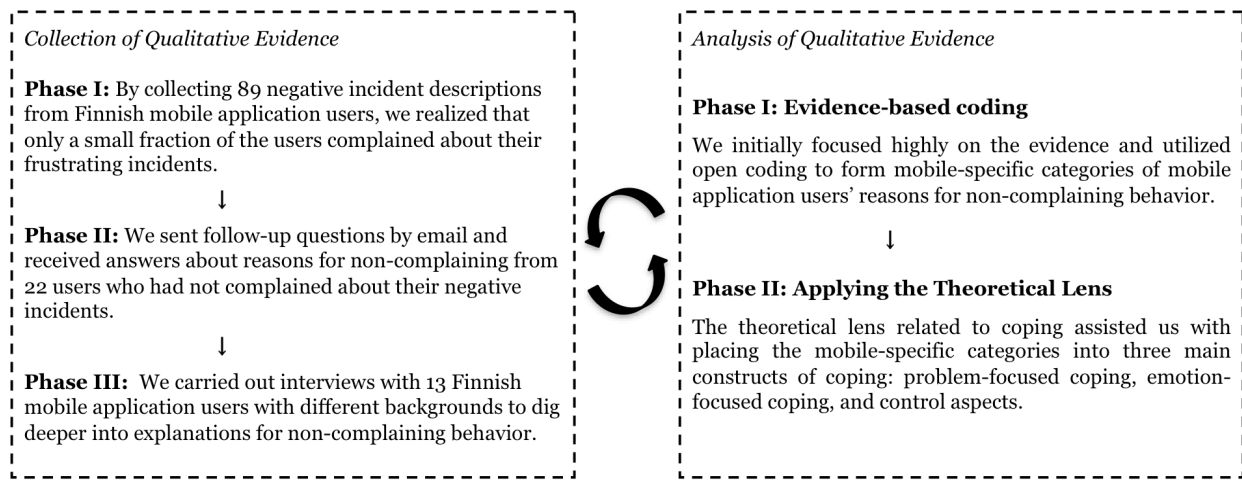 Collection of Qualitative Evidence
Phase I: By collecting 89 negative incident descriptions
from Finnish mobile application users, we realized that
only a small fraction of the users complained about their
frustrating incidents.
↓
Phase II: We sent follow-up questions by email and
received answers about reasons for non-complaining from
22 users who had not complained about their negative
incidents.
↓
Phase III: We carried out interviews with 13 Finnish
mobile application users with different backgrounds to dig
deeper into explanations for non-complaining behavior.
Analysis of Qualitative Evidence
Phase I: Evidence-based coding
We initially focused highly on the evidence and utilized
open coding to form mobile-specific categories of mobile
application users’ reasons for non-complaining behavior.
↓
Phase II: Applying the Theoretical Lens
The theoretical lens related to coping assisted us with
placing the mobile-specific categories into three main
constructs of coping: problem-focused coping, emotion-
focused coping, and control aspects.